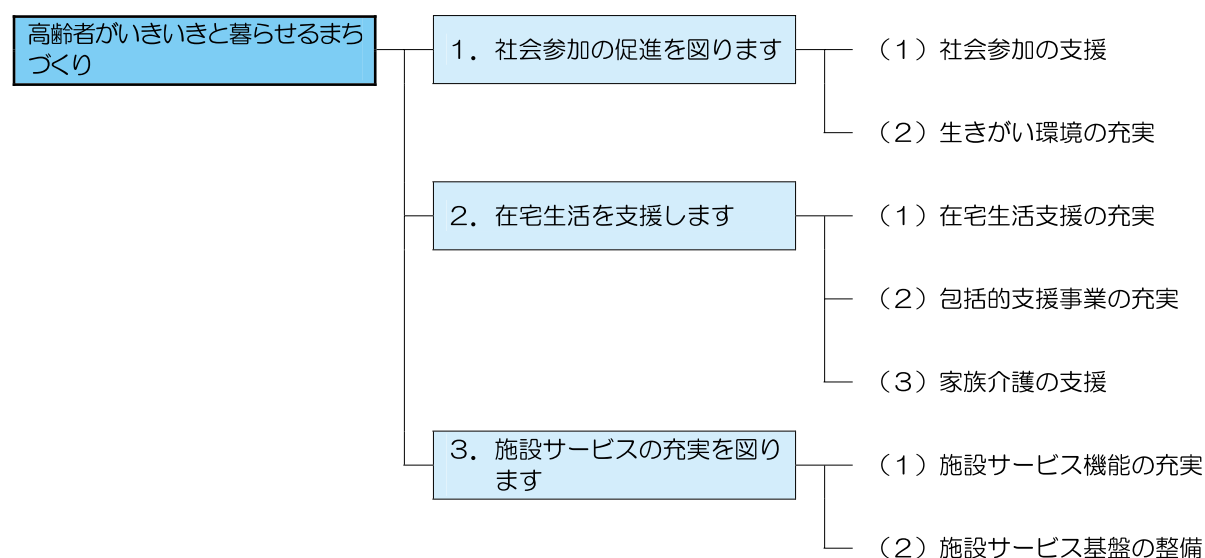 高齢者がいきいきと暮らせるまち
づくり
1．社会参加の促進を図ります
（1）社会参加の支援
（2）生きがい環境の充実
2．在宅生活を支援します
（1）在宅生活支援の充実
（2）包括的支援事業の充実
（3）家族介護の支援
3．施設サービスの充実を図り
ます
（1）施設サービス機能の充実
（2）施設サービス基盤の整備